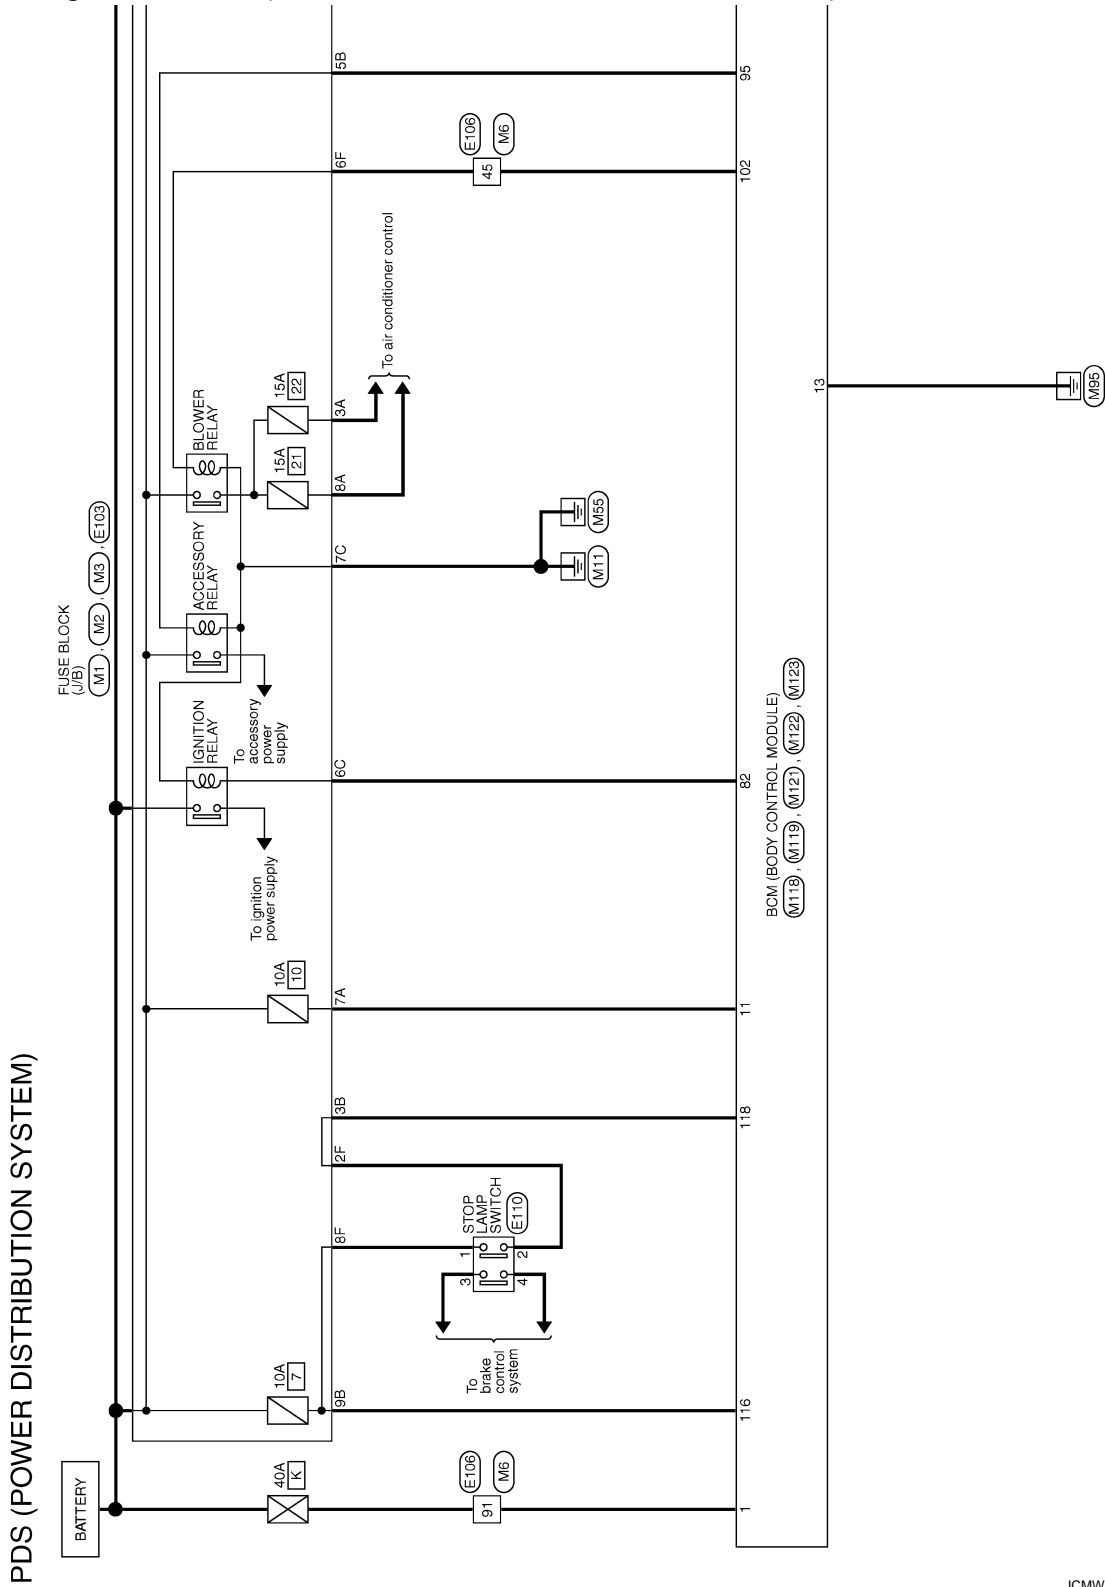 PDS (POWER DISTRIBUTION SYSTEM)
BATTERY
FUSE BLOCK
(J/B)
M1 , M2 , M3 , E103
40A
K
10A
7
10A
10
IGNITION
RELAY
ACCESSORY
RELAY
BLOWER
RELAY
15A
21
15A
22
To ignition
power supply
To
accessory
power
supply
9B
8F
2F
3B
7A
6C
7C
8A
3A
6F
5B
To air conditioner control
To
brake
control
system
STOP
LAMP
SWITCH
E110
1
3
2
4
E106
91
M6
E106
45
M6
M11
M55
1
116
118
11
82
102
95
BCM (BODY CONTROL MODULE)
M118 , M119 , M121 , M122 , M123
13
M95